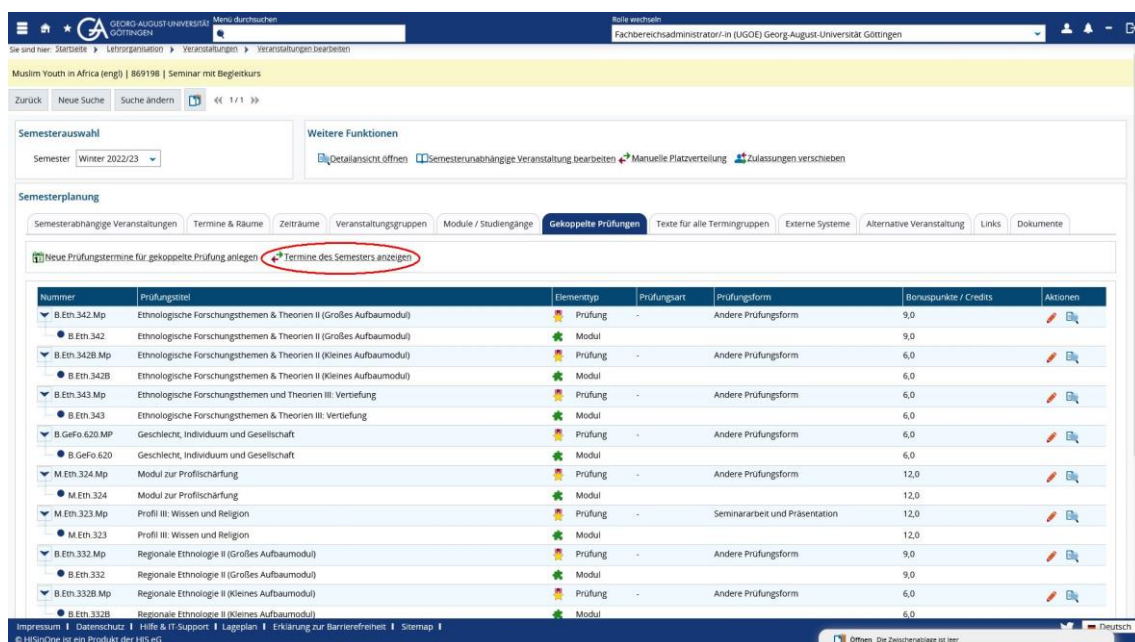 GEORG-AUGUST-UNIVERSITÄT GÖTTINGEN
Menü durchsuchen
Rolle wechseln
Fachbereichsadministrator/-in (UGOE) Georg-August-Universität Göttingen
Sie sind hier: Startseite Lehrorganisation Veranstaltungen Veranstaltungen bearbeiten
Muslim Youth in Africa (engl) | 869198 | Seminar mit Begleitkurs
Zurück Neue Suche Suche ändern 1/1
Semesterauswahl
Semester Winter 2022/23
Weitere Funktionen
Detailansicht öffnen Semesterunabhängige Veranstaltung bearbeiten Manuelle Platzverteilung Zulassungen verschieben
Semesterplanung
Semesterabhängige Veranstaltungen Termine & Räume Zeiträume Veranstaltungsgruppen Module / Studiengänge Gekoppelte Prüfungen Texte für alle Termingruppen Externe Systeme Alternative Veranstaltung Links Dokumente
Neue Prüfungstermine für gekoppelte Prüfung anlegen Termine des Semesters anzeigen
Nummer Prüfungstitel Elementtyp Prüfungsart Prüfungsform Bonuspunkte / Credits Aktionen
B.Eth.342.Mp Ethnologische Forschungsthemen & Theorien II (Großes Aufbaumodul) Prüfung - Andere Prüfungsform 9,0
B.Eth.342 Ethnologische Forschungsthemen & Theorien II (Großes Aufbaumodul) Modul 9,0
B.Eth.342B.Mp Ethnologische Forschungsthemen & Theorien II (Kleines Aufbaumodul) Prüfung - Andere Prüfungsform 6,0
B.Eth.342B Ethnologische Forschungsthemen & Theorien II (Kleines Aufbaumodul) Modul 6,0
B.Eth.343.Mp Ethnologische Forschungsthemen und Theorien III: Vertiefung Prüfung - Andere Prüfungsform 6,0
B.Eth.343 Ethnologische Forschungsthemen & Theorien III: Vertiefung Modul 6,0
B.GeFo.620.MP Geschlecht, Individuum und Gesellschaft Prüfung - Andere Prüfungsform 6,0
B.GeFo.620 Geschlecht, Individuum und Gesellschaft Modul 6,0
M.Eth.324.Mp Modul zur Profilschärfung Prüfung - Andere Prüfungsform 12,0
M.Eth.324 Modul zur Profilschärfung Modul 12,0
M.Eth.323.Mp Profil III: Wissen und Religion Prüfung - Seminararbeit und Präsentation 12,0
M.Eth.323 Profil III: Wissen und Religion Modul 12,0
B.Eth.332.Mp Regionale Ethnologie II (Großes Aufbaumodul) Prüfung - Andere Prüfungsform 9,0
B.Eth.332 Regionale Ethnologie II (Großes Aufbaumodul) Modul 9,0
B.Eth.332B.Mp Regionale Ethnologie II (Kleines Aufbaumodul) Prüfung - Andere Prüfungsform 6,0
B.Eth.332B Regionale Ethnologie II (Kleines Aufbaumodul) Modul 6,0
Impressum | Datenschutz | Hilfe & IT-Support | Lageplan | Erklärung zur Barrierefreiheit | Sitemap | Deutsch
© HISinOne ist ein Produkt der HIS eG Öffnen Die Zwischenablage ist leer